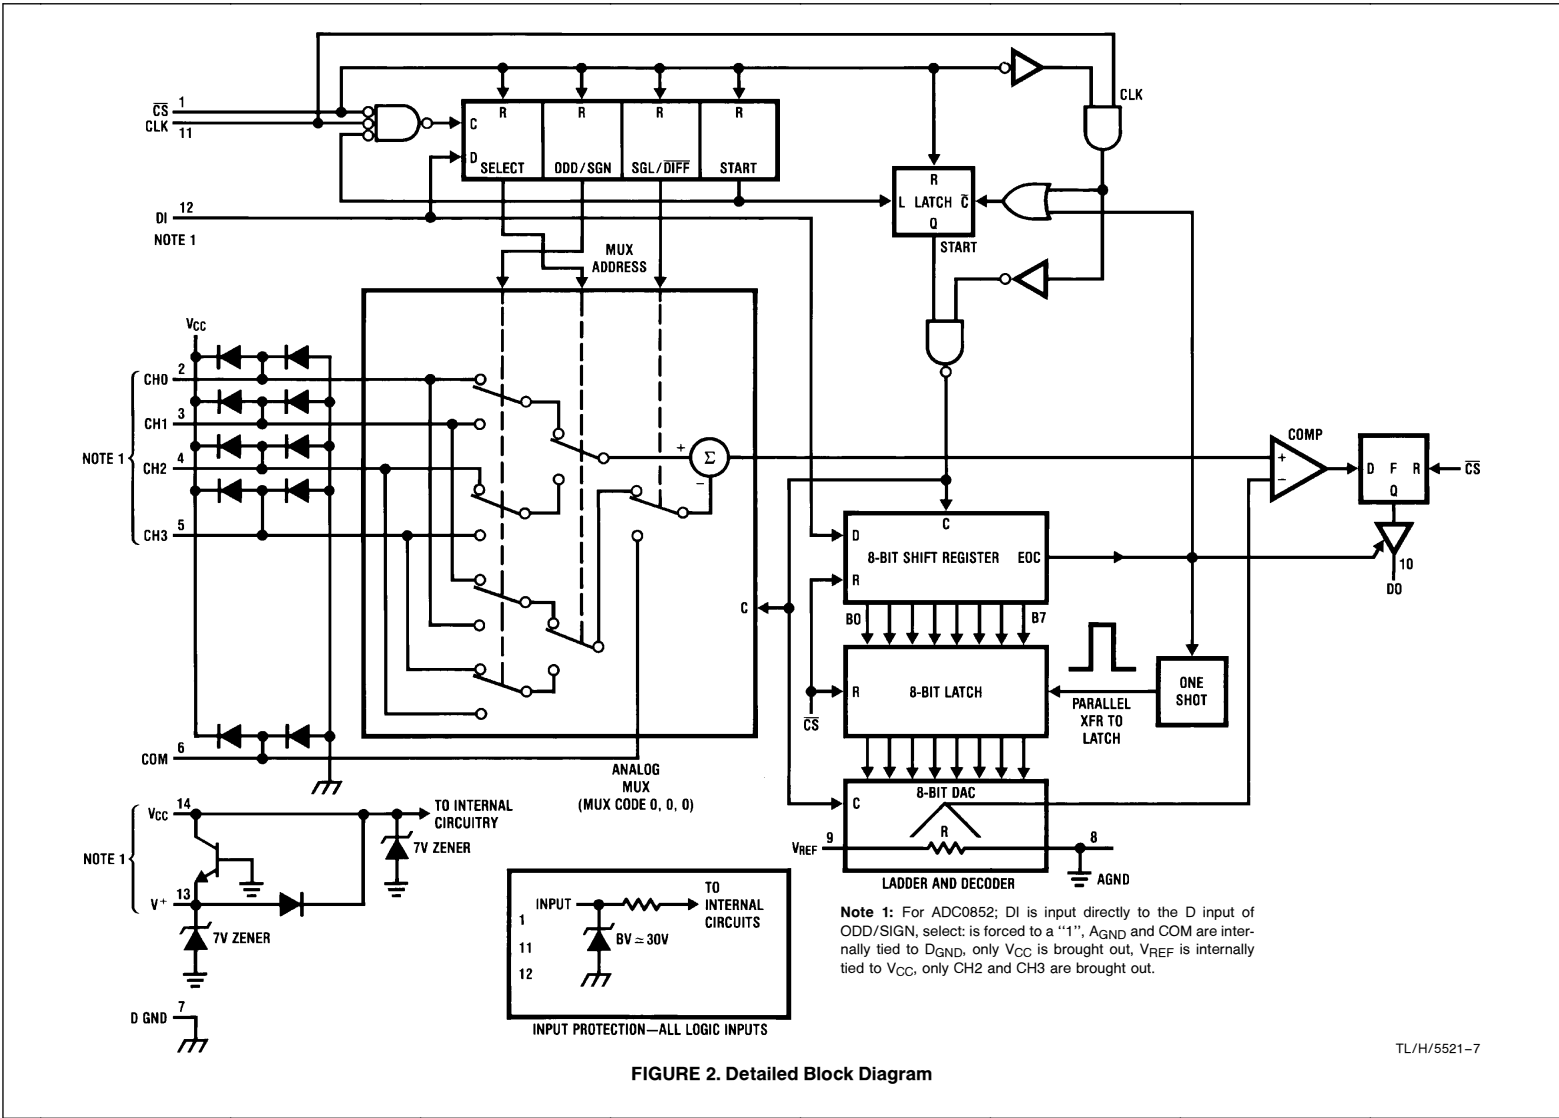 CS
1
CLK
11
C
D
R
R
R
R
SELECT
ODD/SGN
SGL/DIFF
START
CLK
DI
12
NOTE 1
R
L LATCH C
Q
START
MUX
ADDRESS
VCC
NOTE 1
CH0
2
CH1
3
CH2
4
CH3
5
COM
6
+
Σ
−
C
ANALOG
MUX
(MUX CODE 0, 0, 0)
COMP
+
−
D F R
Q
CS
10
DO
C
D
8-BIT SHIFT REGISTER
EOC
R
B0
B7
R
8-BIT LATCH
CS
PARALLEL
XFR TO
LATCH
ONE
SHOT
8-BIT DAC
C
R
VREF
9
8
AGND
LADDER AND DECODER
NOTE 1
VCC
14
TO INTERNAL
CIRCUITRY
7V ZENER
V+
13
7V ZENER
D GND
7
INPUT
TO
INTERNAL
CIRCUITS
1
11
12
BV ≃ 30V
INPUT PROTECTION—ALL LOGIC INPUTS
Note 1: For ADC0852; DI is input directly to the D input of
ODD/SIGN, select: is forced to a ‘‘1’’, AGND and COM are inter-
nally tied to DGND, only VCC is brought out, VREF is internally
tied to VCC, only CH2 and CH3 are brought out.
TL/H/5521–7
FIGURE 2. Detailed Block Diagram